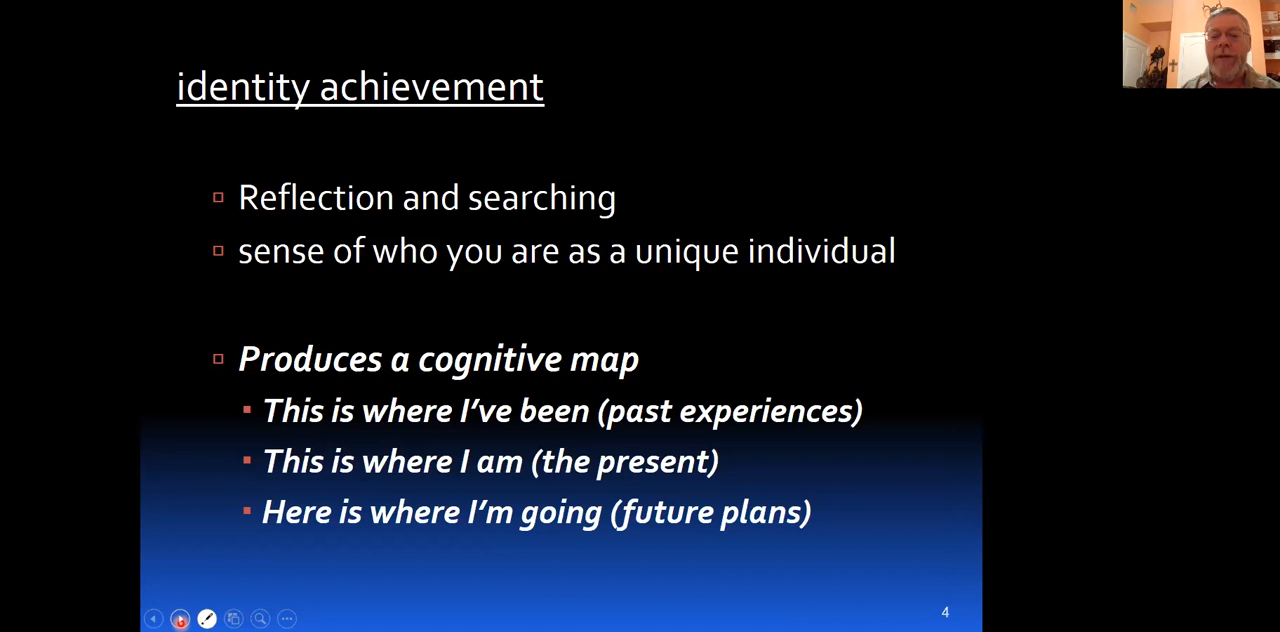 identity achievement
Reflection and searching
sense of who you are as a unique individual
Produces a cognitive map
This is where I've been (past experiences)
This is where I am (the present)
Here is where I'm going (future plans)
4